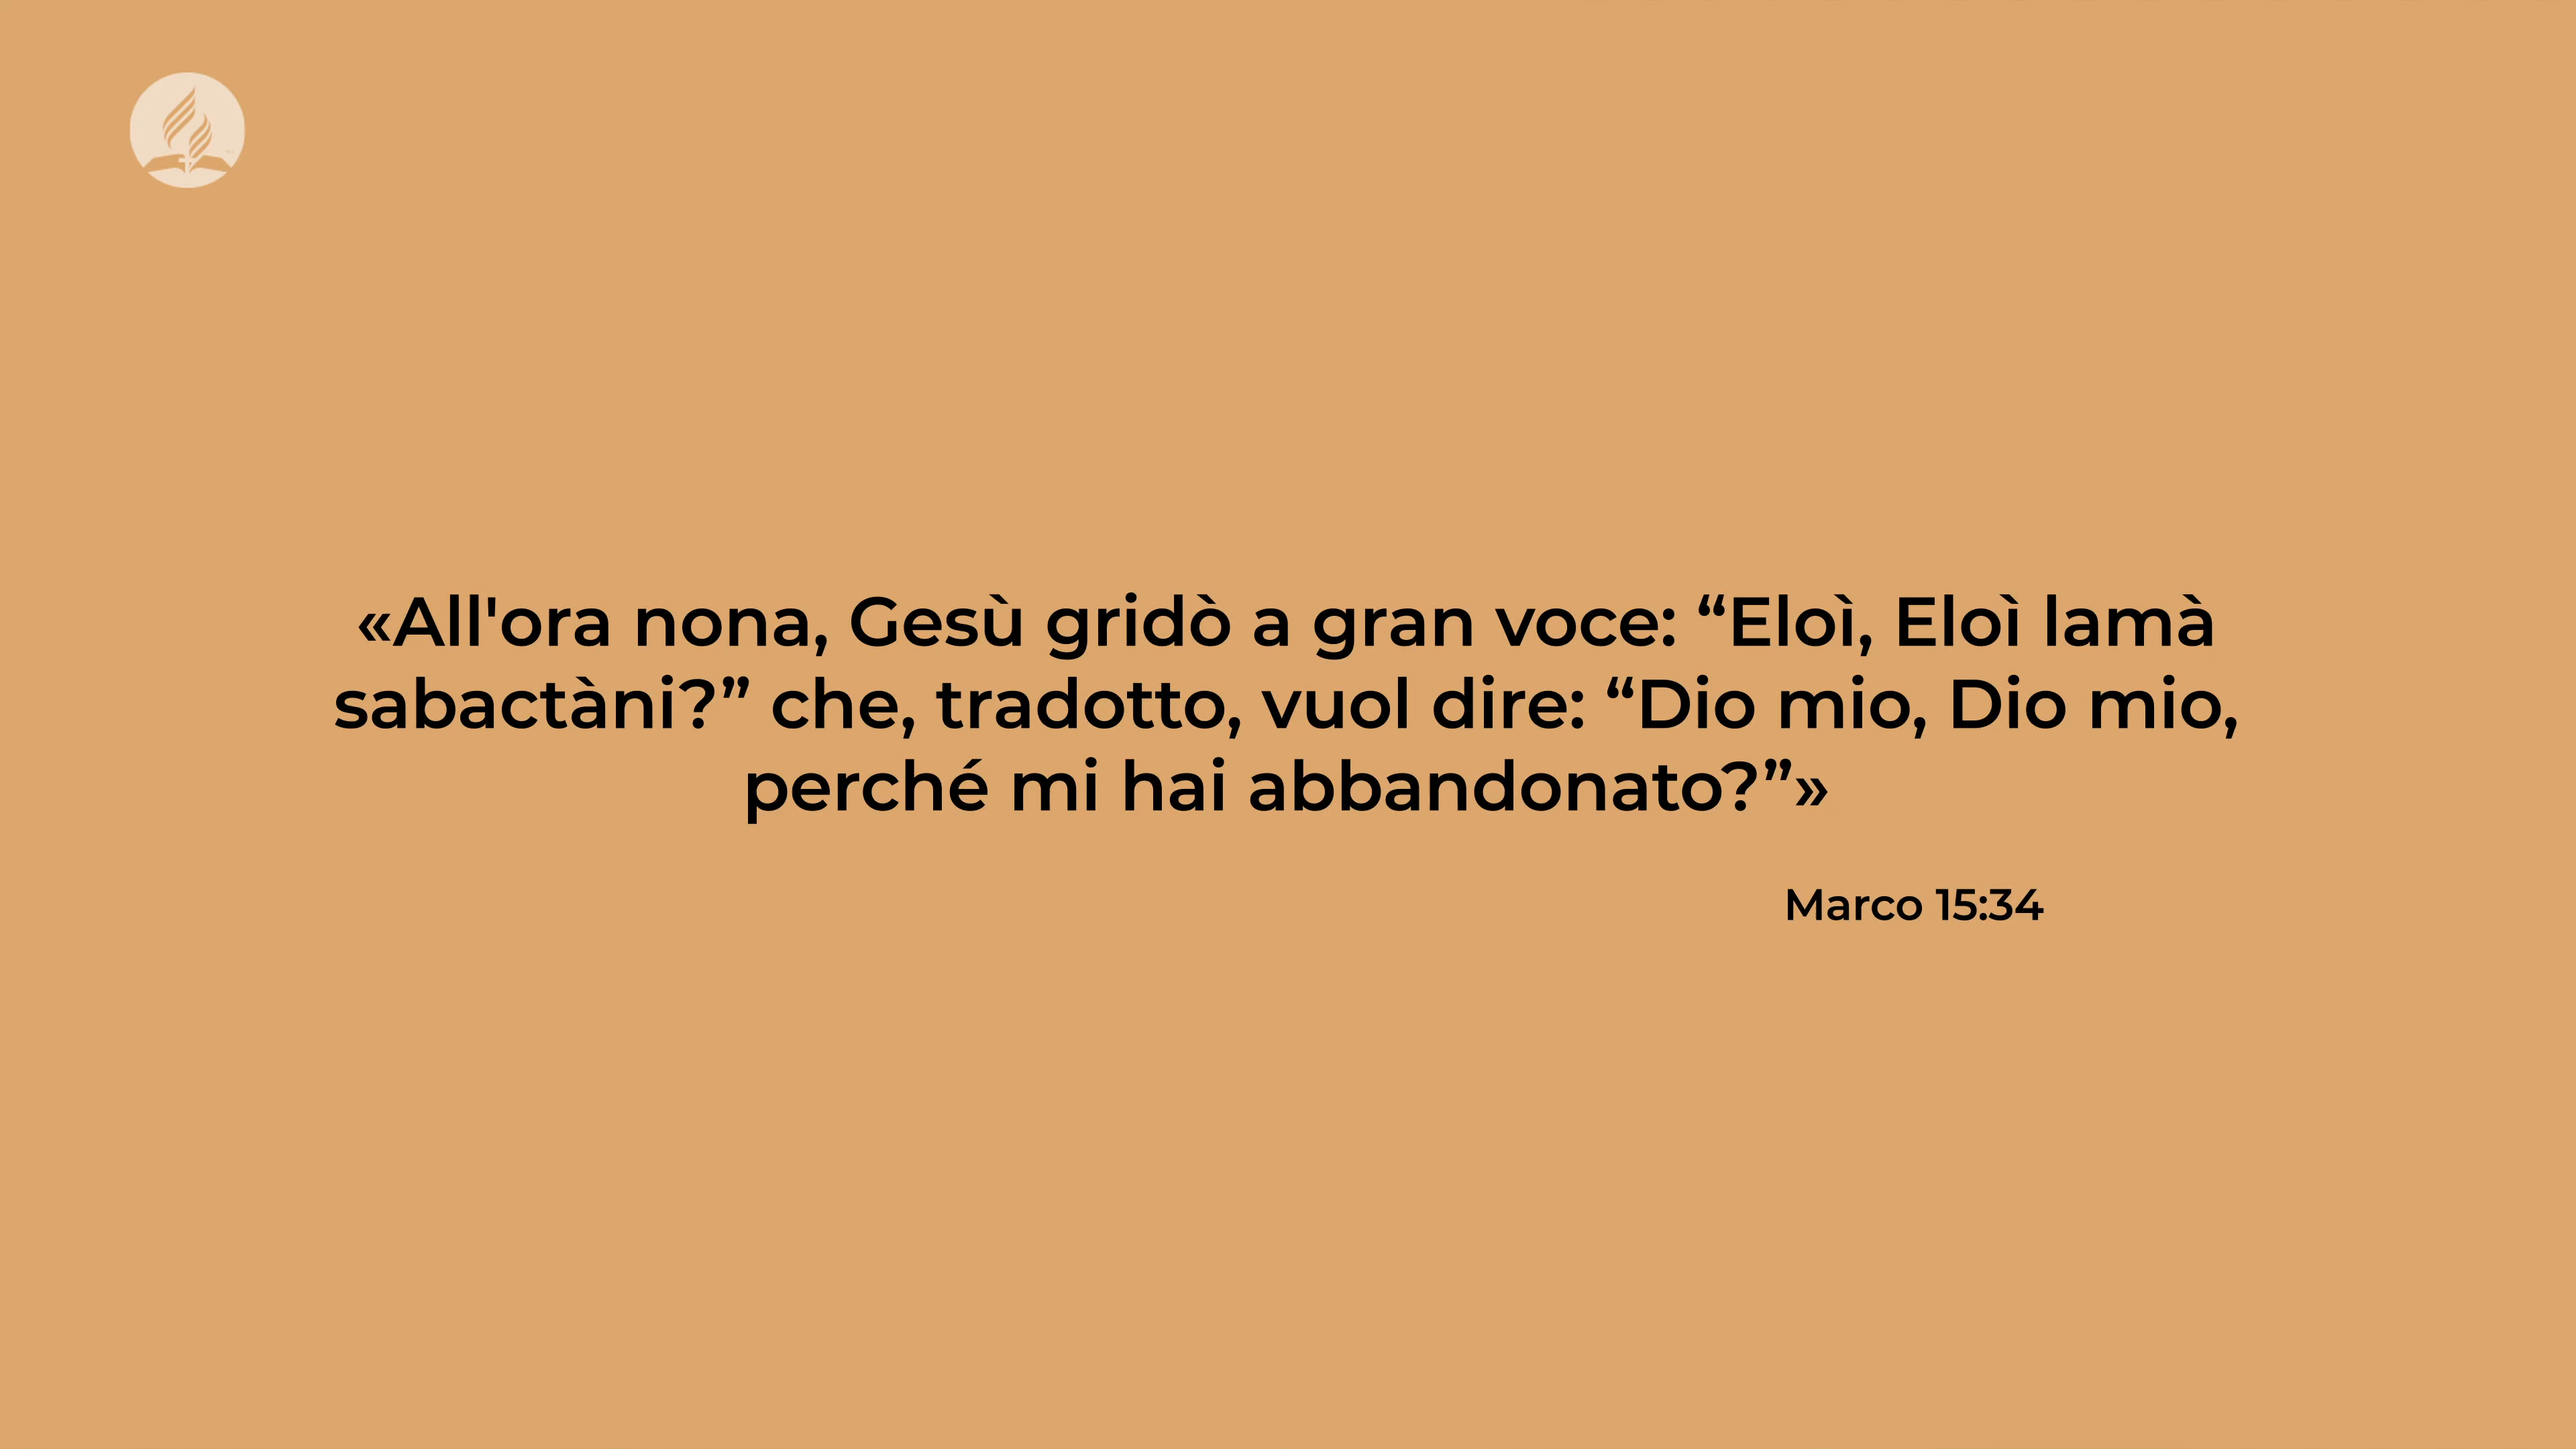 «All'ora nona, Gesù gridò a gran voce: “Eloì, Eloì lamà
sabactàni?” che, tradotto, vuol dire: “Dio mio, Dio mio,
perché mi hai abbandonato?”»
Marco 15:34